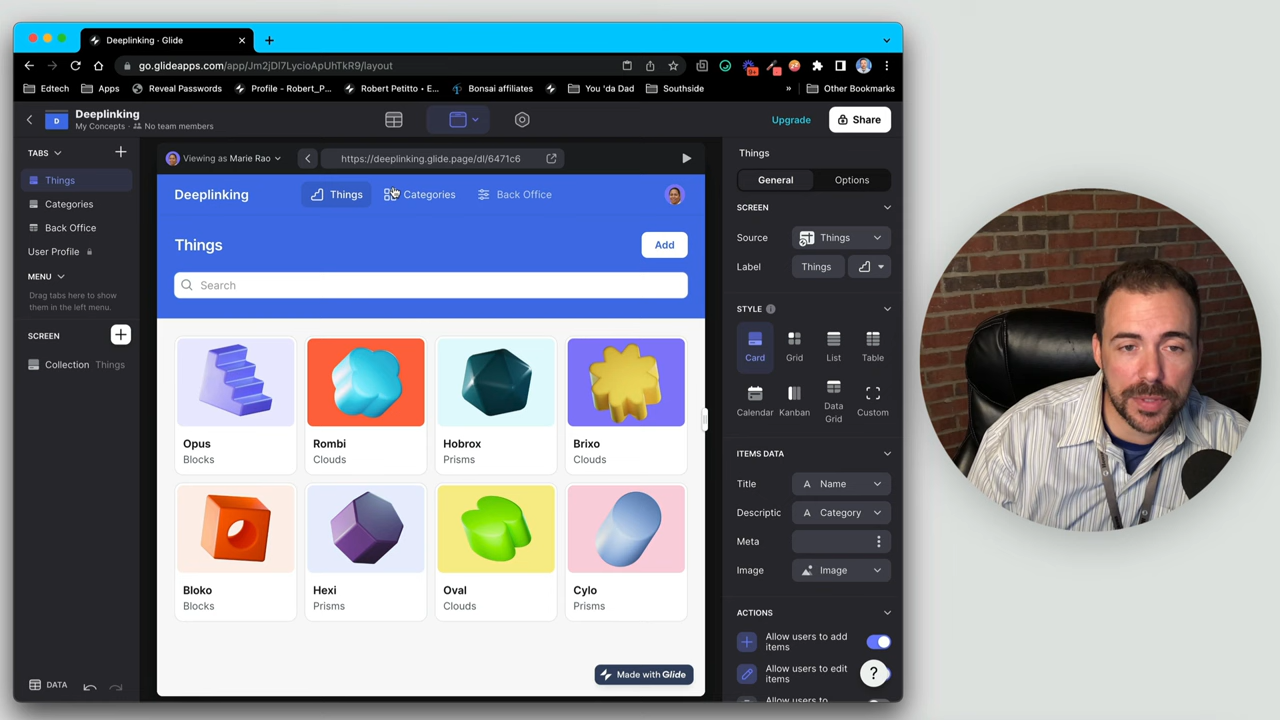 Deeplinking · Glide
go.glideapps.com/app/Jm2jDl7LycioApUhTkR9/layout
Edtech
Apps
Reveal Passwords
Profile - Robert_P...
Robert Petitto • E...
Bonsai affiliates
You 'da Dad
Southside
»
Other Bookmarks
D
Deeplinking
My Concepts · No team members
Upgrade
Share
TABS
Things
Categories
Back Office
User Profile
MENU
Drag tabs here to show
them in the left menu.
SCREEN
Collection Things
DATA
Viewing as Marie Rao
https://deeplinking.glide.page/dl/6471c6
Deeplinking
Things
Categories
Back Office
Things
Add
Search
Opus
Blocks
Rombi
Clouds
Hobrox
Prisms
Brixo
Clouds
Bloko
Blocks
Hexi
Prisms
Oval
Clouds
Cylo
Prisms
Made with Glide
Things
General
Options
SCREEN
Source
Things
Label
Things
STYLE
Card
Grid
List
Table
Calendar
Kanban
Data
Grid
Custom
ITEMS DATA
Title
A Name
Descriptic
A Category
Meta
Image
Image
ACTIONS
Allow users to add
items
Allow users to edit
items
?